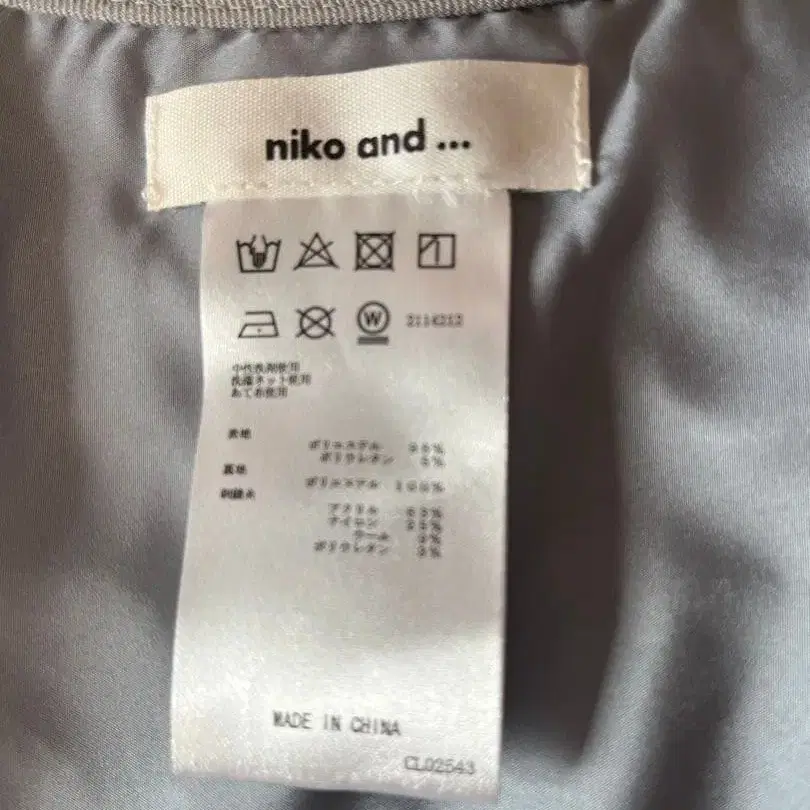 niko and ...
W 2114212
中性洗剤使用
洗濯ネット使用
あて布使用
表地 ポリエステル 95%
ポリウレタン 5%
裏地 ポリエステル 100%
刺繍糸
アクリル
ナイロン
ウール
ポリウレタン
MADE IN CHINA
CL02543